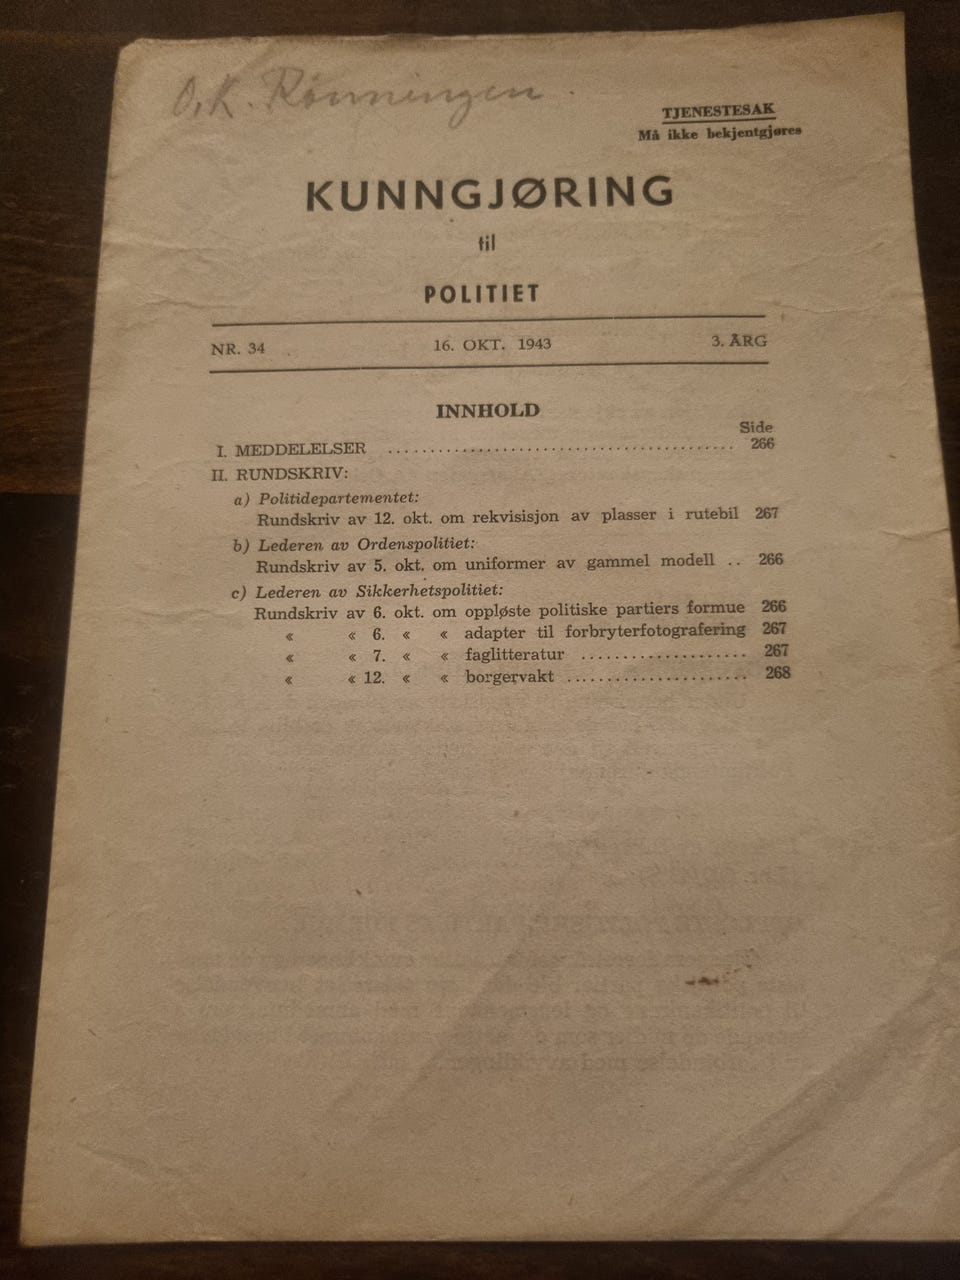 O. K. Rönningen.
TJENESTESAK
Må ikke bekjentgjøres
KUNNGJØRING
til
POLITIET
NR. 34 16. OKT. 1943 3. ÅRG
INNHOLD
Side
I. MEDDELELSER ........................................ 266
II. RUNDSKRIV:
a) Politidepartementet:
Rundskriv av 12. okt. om rekvisisjon av plasser i rutebil 267
b) Lederen av Ordenspolitiet:
Rundskriv av 5. okt. om uniformer av gammel modell .. 266
c) Lederen av Sikkerhetspolitiet:
Rundskriv av 6. okt. om oppløste politiske partiers formue 266
« « 6. « « adapter til forbryterfotografering 267
« « 7. « « faglitteratur .................... 267
« « 12. « « borgervakt ...................... 268